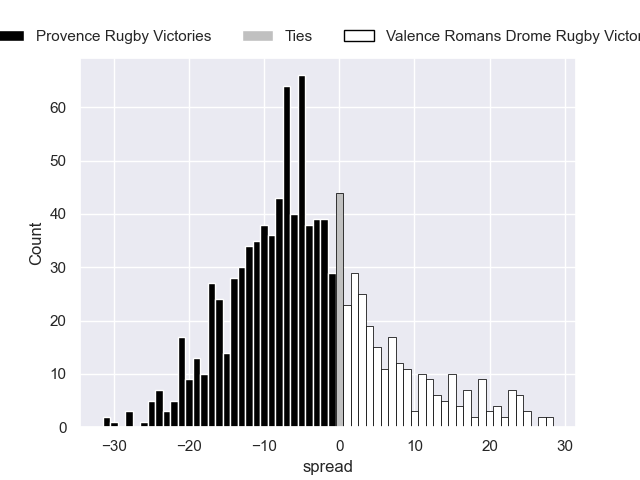 Provence Rugby Victories Ties Valence Romans Drome Rugby Victor
60
50
40
30
20
10
0
Count
−30 −20 −10 0 10 20 30
spread